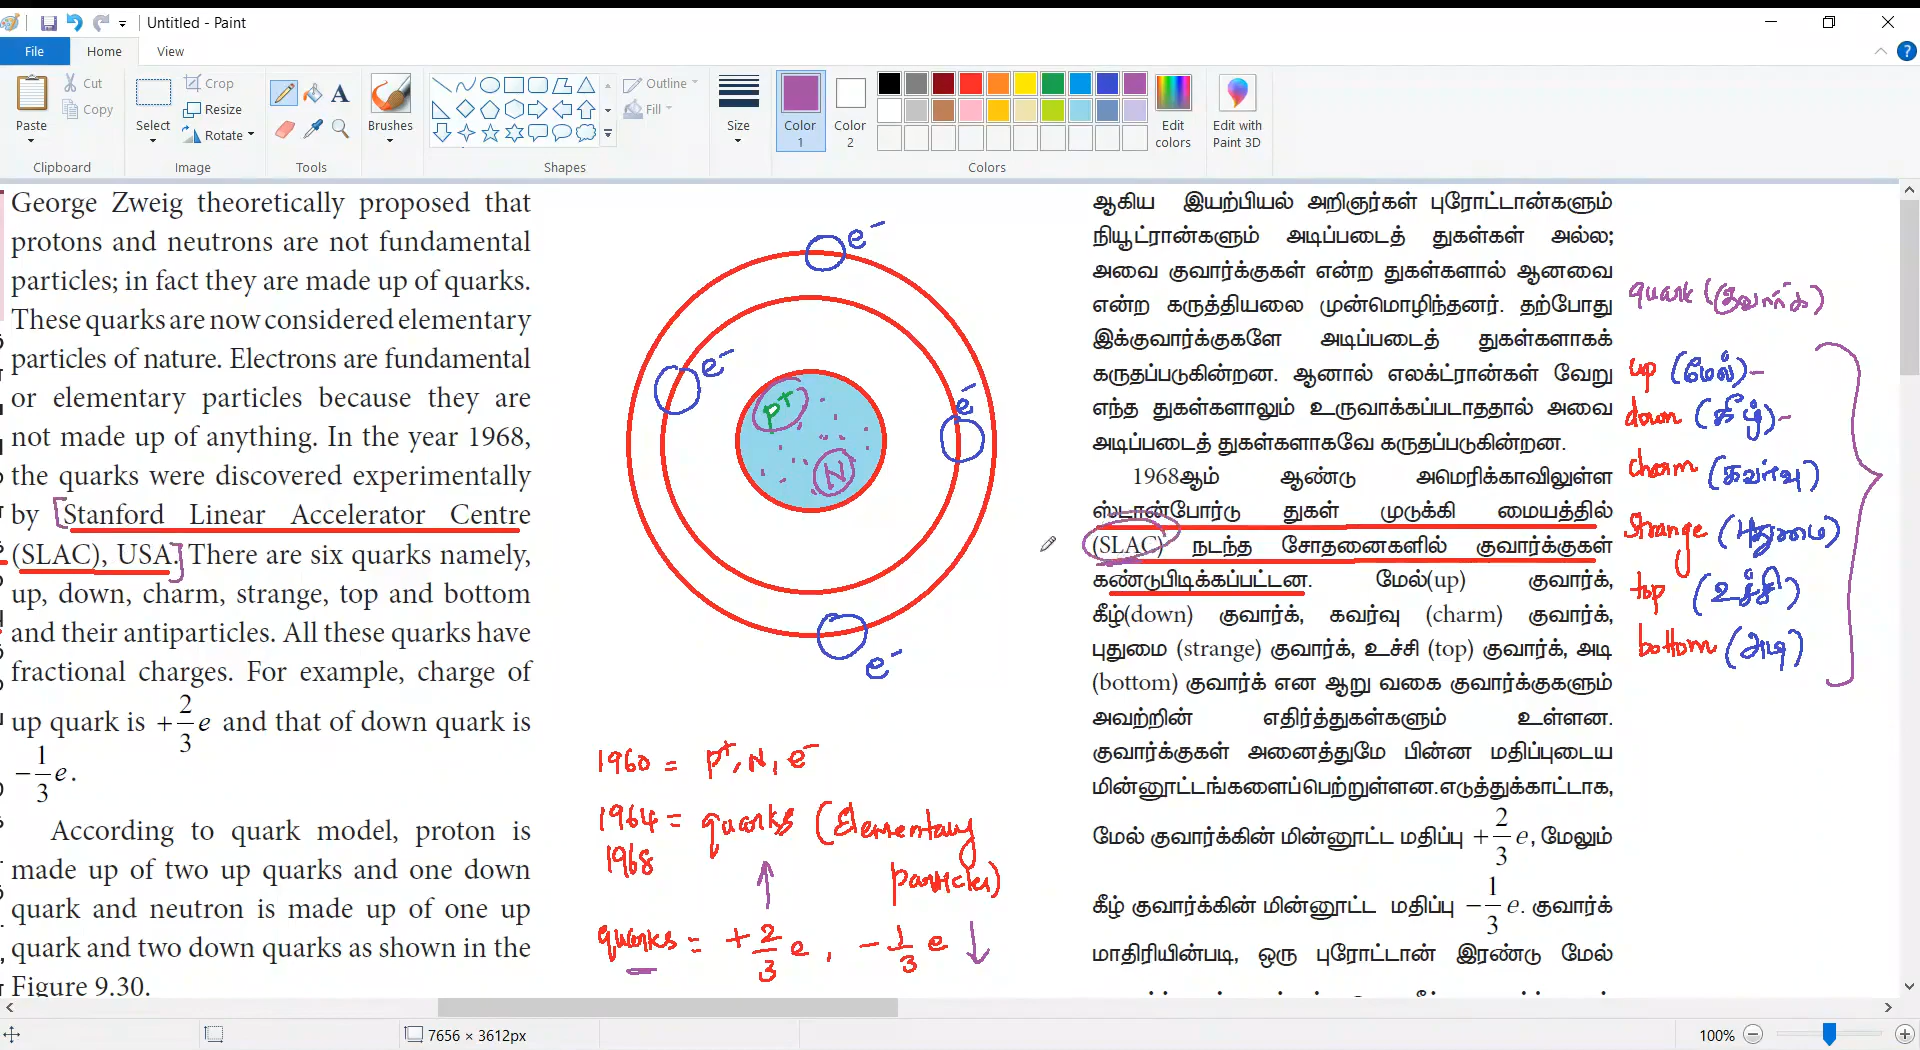 Untitled - Paint
File Home View
Paste
Cut
Copy
Clipboard
Select
Crop
Resize
Rotate
Image
Tools
Brushes
Shapes
Outline
Fill
Size
Color 1
Color 2
Edit colors
Edit with Paint 3D
Colors
George Zweig theoretically proposed that
protons and neutrons are not fundamental
particles; in fact they are made up of quarks.
These quarks are now considered elementary
particles of nature. Electrons are fundamental
or elementary particles because they are
not made up of anything. In the year 1968,
the quarks were discovered experimentally
by [Stanford Linear Accelerator Centre
(SLAC), USA.] There are six quarks namely,
up, down, charm, strange, top and bottom
and their antiparticles. All these quarks have
fractional charges. For example, charge of
up quark is +2/3 e and that of down quark is
-1/3 e.
According to quark model, proton is
made up of two up quarks and one down
quark and neutron is made up of one up
quark and two down quarks as shown in the
Figure 9.30.
e-
e-
e-
p+
N
e-
1960 = p+, N, e-
1964 = quarks (Elementary
1968
particles)
quarks = +2/3 e, -1/3 e
ஆகிய இயற்பியல் அறிஞர்கள் புரோட்டான்களும்
நியூட்ரான்களும் அடிப்படைத் துகள்கள் அல்ல;
அவை குவார்க்குகள் என்ற துகள்களால் ஆனவை
என்ற கருத்தியலை முன்மொழிந்தனர். தற்போது
இக்குவார்க்குகளே அடிப்படைத் துகள்களாகக்
கருதப்படுகின்றன. ஆனால் எலக்ட்ரான்கள் வேறு
எந்த துகள்களாலும் உருவாக்கப்படாததால் அவை
அடிப்படைத் துகள்களாகவே கருதப்படுகின்றன.
1968ஆம் ஆண்டு அமெரிக்காவிலுள்ள
ஸ்டான்போர்டு துகள் முடுக்கி மையத்தில்
(SLAC) நடந்த சோதனைகளில் குவார்க்குகள்
கண்டுபிடிக்கப்பட்டன. மேல்(up) குவார்க்,
கீழ்(down) குவார்க், கவர்வு (charm) குவார்க்,
புதுமை (strange) குவார்க், உச்சி (top) குவார்க், அடி
(bottom) குவார்க் என ஆறு வகை குவார்க்குகளும்
அவற்றின் எதிர்த்துகள்களும் உள்ளன.
குவார்க்குகள் அனைத்துமே பின்ன மதிப்புடைய
மின்னூட்டங்களைப்பெற்றுள்ளன.எடுத்துக்காட்டாக,
மேல் குவார்க்கின் மின்னூட்ட மதிப்பு +2/3 e, மேலும்
கீழ் குவார்க்கின் மின்னூட்ட மதிப்பு -1/3 e. குவார்க்
மாதிரியின்படி, ஒரு புரோட்டான் இரண்டு மேல்
quark (குவார்க்)
up (மேல்)-
down (கீழ்)-
charm (கவர்வு)
strange (புதுமை)
top (உச்சி)
bottom (அடி)
7656 × 3612px
100%